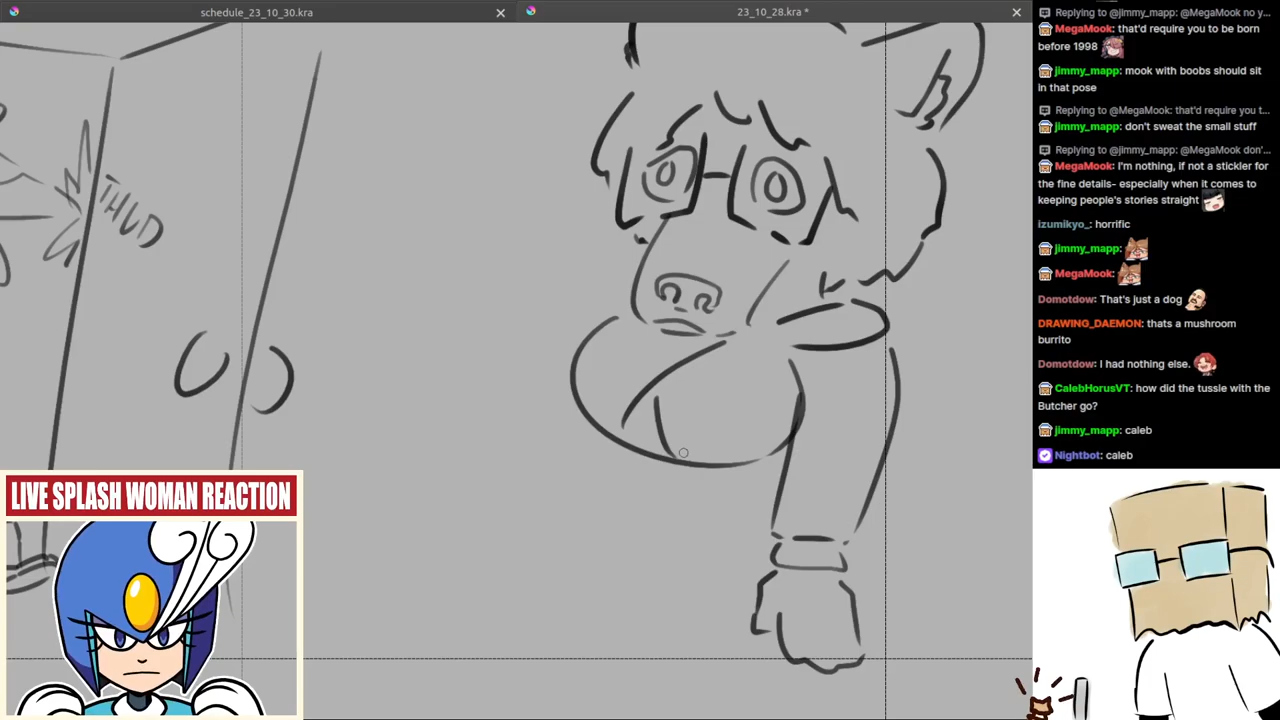 schedule_23_10_30.kra
23_10_28.kra *
THUD
LIVE SPLASH WOMAN REACTION
Replying to @jimmy_mapp: @MegaMook no y...
MegaMook: that'd require you to be born
before 1998
jimmy_mapp: mook with boobs should sit
in that pose
Replying to @MegaMook: that'd require you t...
jimmy_mapp: don't sweat the small stuff
Replying to @jimmy_mapp: @MegaMook don'...
MegaMook: I'm nothing, if not a stickler for
the fine details- especially when it comes to
keeping people's stories straight
izumikyo_: horrific
jimmy_mapp:
MegaMook:
Domotdow: That's just a dog
DRAWING_DAEMON: thats a mushroom
burrito
Domotdow: I had nothing else.
CalebHorusVT: how did the tussle with the
Butcher go?
jimmy_mapp: caleb
Nightbot: caleb